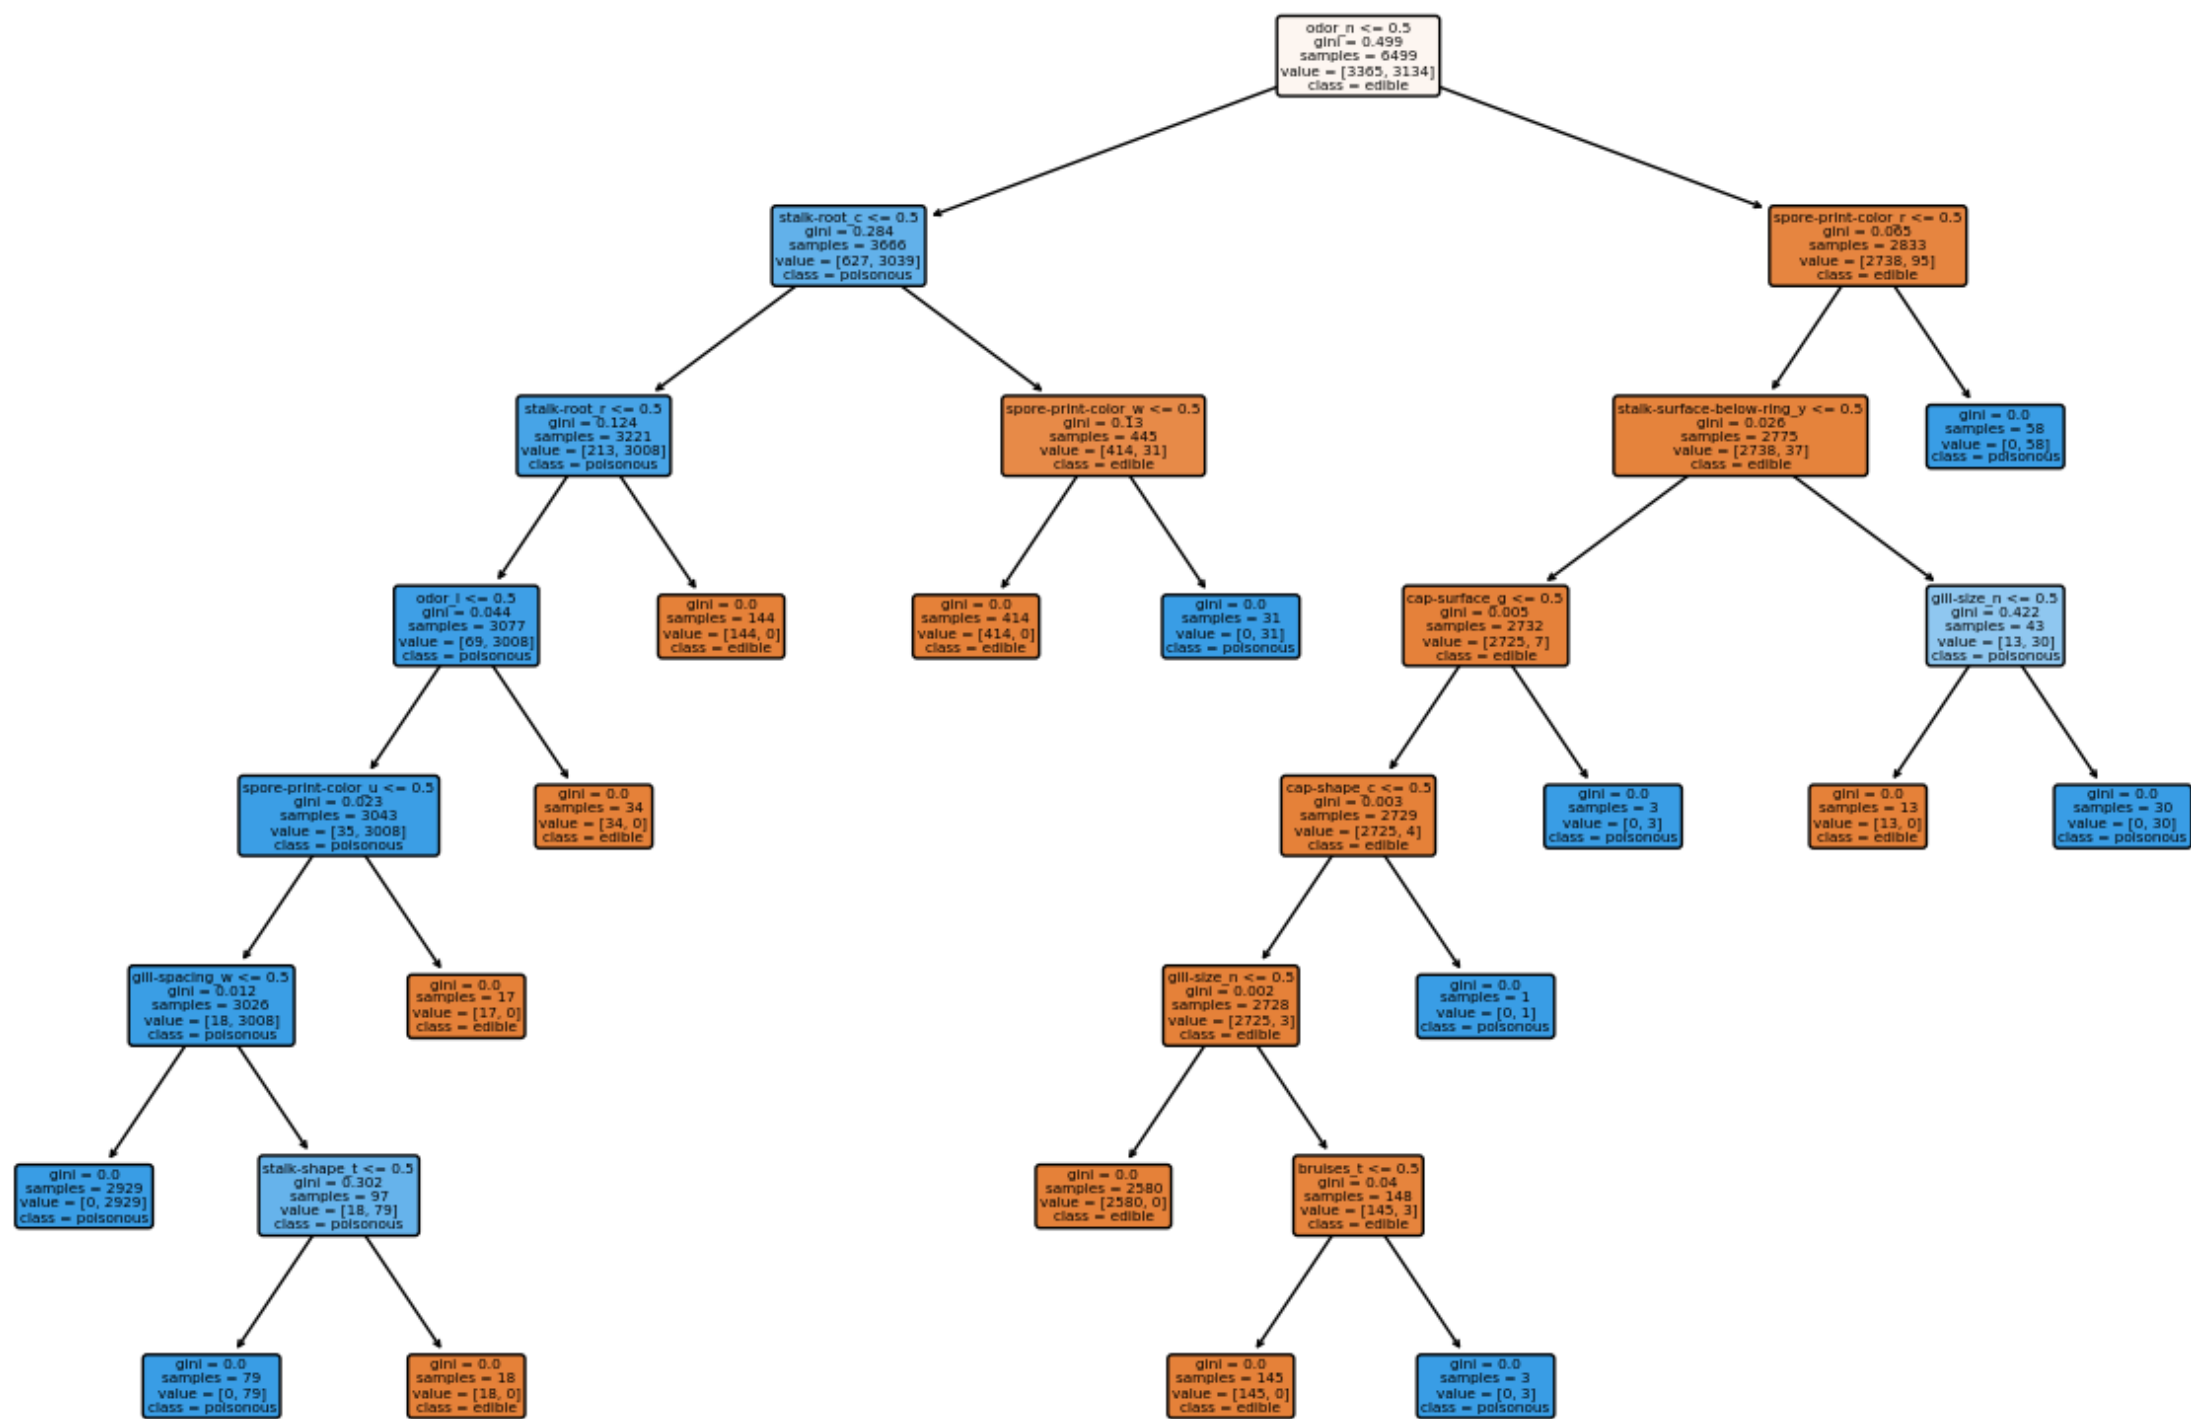 odor_n <= 0.5
gini = 0.499
samples = 6499
value = [3365, 3134]
class = edible
stalk-root_c <= 0.5
gini = 0.284
samples = 3666
value = [627, 3039]
class = poisonous
spore-print-color_r <= 0.5
gini = 0.065
samples = 2833
value = [2738, 95]
class = edible
stalk-root_r <= 0.5
gini = 0.124
samples = 3221
value = [213, 3008]
class = poisonous
spore-print-color_w <= 0.5
gini = 0.13
samples = 445
value = [414, 31]
class = edible
stalk-surface-below-ring_y <= 0.5
gini = 0.026
samples = 2775
value = [2738, 37]
class = edible
gini = 0.0
samples = 58
value = [0, 58]
class = poisonous
odor_l <= 0.5
gini = 0.044
samples = 3077
value = [69, 3008]
class = poisonous
gini = 0.0
samples = 144
value = [144, 0]
class = edible
gini = 0.0
samples = 414
value = [414, 0]
class = edible
gini = 0.0
samples = 31
value = [0, 31]
class = poisonous
cap-surface_g <= 0.5
gini = 0.005
samples = 2732
value = [2725, 7]
class = edible
gill-size_n <= 0.5
gini = 0.422
samples = 43
value = [13, 30]
class = poisonous
spore-print-color_u <= 0.5
gini = 0.023
samples = 3043
value = [35, 3008]
class = poisonous
gini = 0.0
samples = 34
value = [34, 0]
class = edible
cap-shape_c <= 0.5
gini = 0.003
samples = 2729
value = [2725, 4]
class = edible
gini = 0.0
samples = 3
value = [0, 3]
class = poisonous
gini = 0.0
samples = 13
value = [13, 0]
class = edible
gini = 0.0
samples = 30
value = [0, 30]
class = poisonous
gill-spacing_w <= 0.5
gini = 0.012
samples = 3026
value = [18, 3008]
class = poisonous
gini = 0.0
samples = 17
value = [17, 0]
class = edible
gill-size_n <= 0.5
gini = 0.002
samples = 2728
value = [2725, 3]
class = edible
gini = 0.0
samples = 1
value = [0, 1]
class = poisonous
gini = 0.0
samples = 2929
value = [0, 2929]
class = poisonous
stalk-shape_t <= 0.5
gini = 0.302
samples = 97
value = [18, 79]
class = poisonous
gini = 0.0
samples = 2580
value = [2580, 0]
class = edible
bruises_t <= 0.5
gini = 0.04
samples = 148
value = [145, 3]
class = edible
gini = 0.0
samples = 79
value = [0, 79]
class = poisonous
gini = 0.0
samples = 18
value = [18, 0]
class = edible
gini = 0.0
samples = 145
value = [145, 0]
class = edible
gini = 0.0
samples = 3
value = [0, 3]
class = poisonous